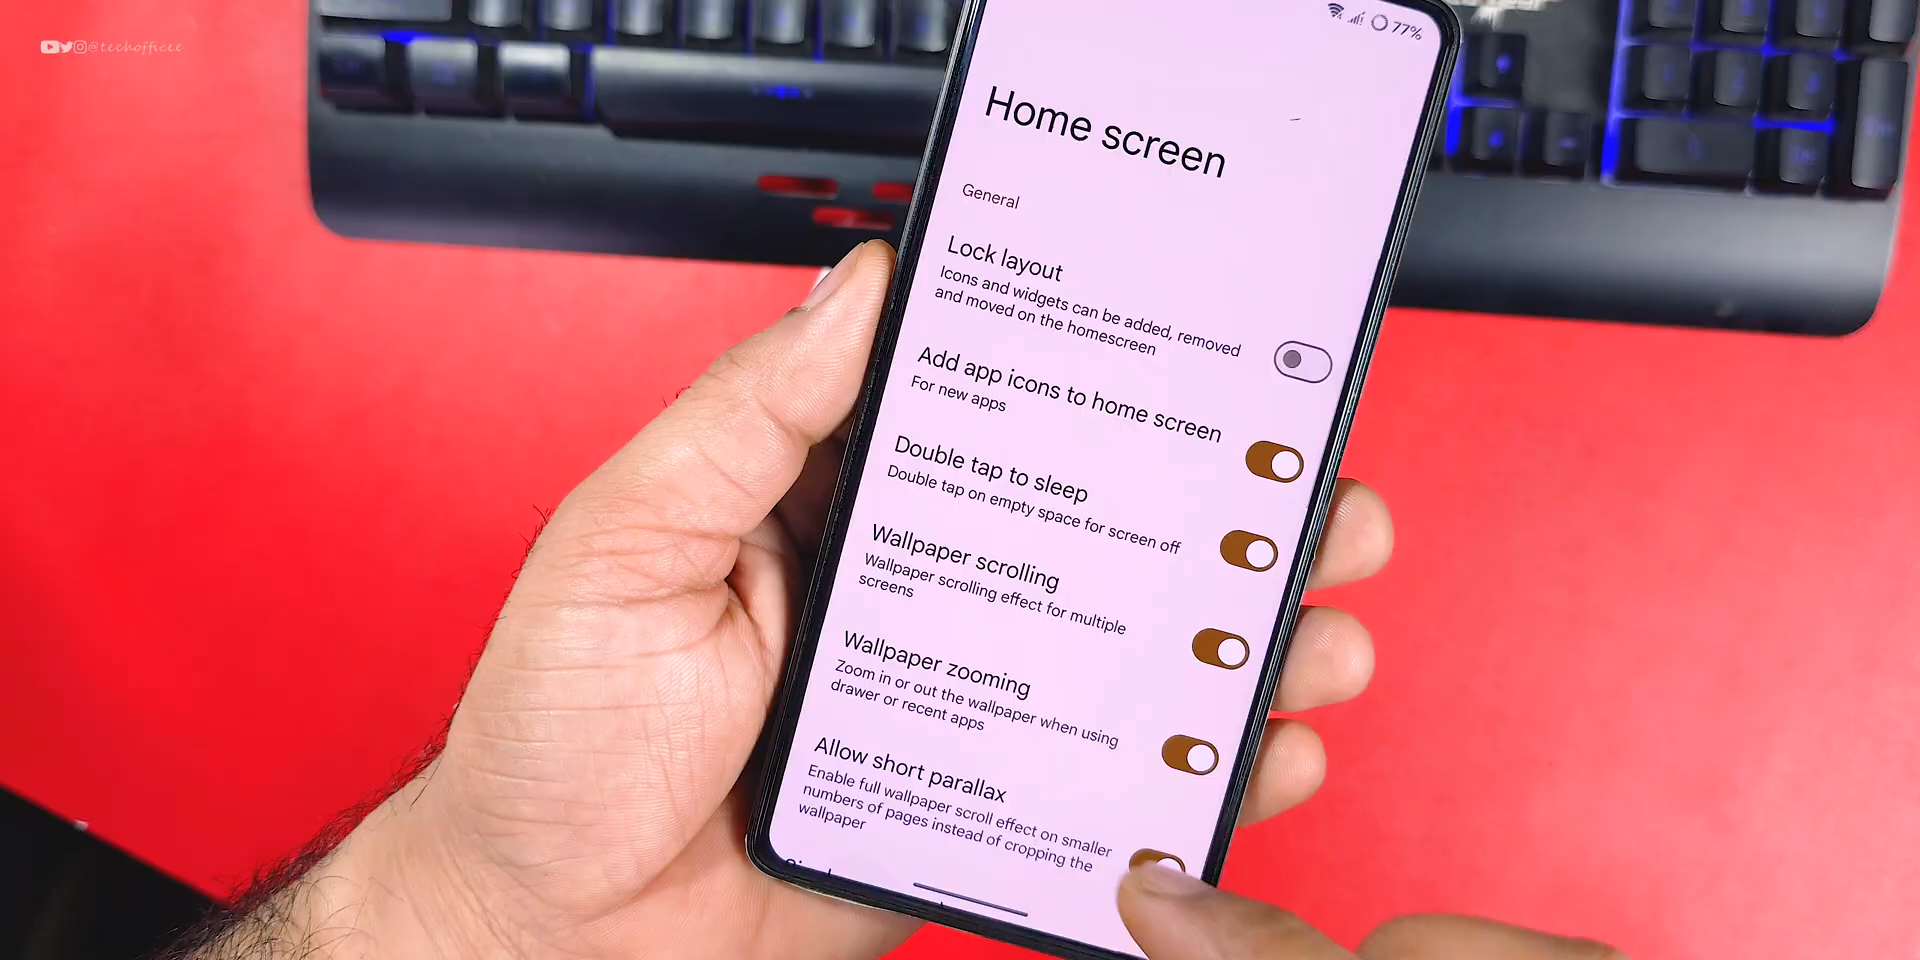 @techofficee
77%
Home screen
General
Lock layout
Icons and widgets can be added, removed
and moved on the homescreen
Add app icons to home screen
For new apps
Double tap to sleep
Double tap on empty space for screen off
Wallpaper scrolling
Wallpaper scrolling effect for multiple
screens
Wallpaper zooming
Zoom in or out the wallpaper when using
drawer or recent apps
Allow short parallax
Enable full wallpaper scroll effect on smaller
numbers of pages instead of cropping the
wallpaper